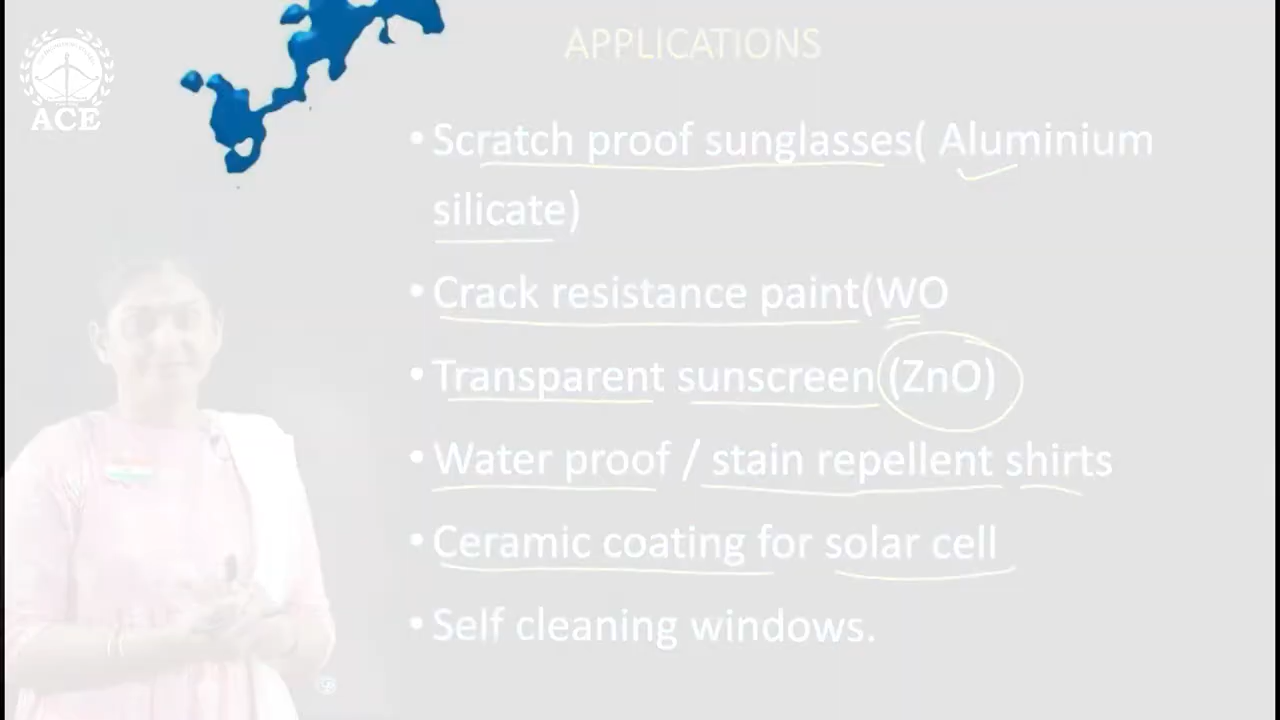 ACE
APPLICATIONS
• Scratch proof sunglasses( Aluminium
silicate)
• Crack resistance paint(WO
• Transparent sunscreen (ZnO)
• Water proof / stain repellent shirts
• Ceramic coating for solar cell
• Self cleaning windows.